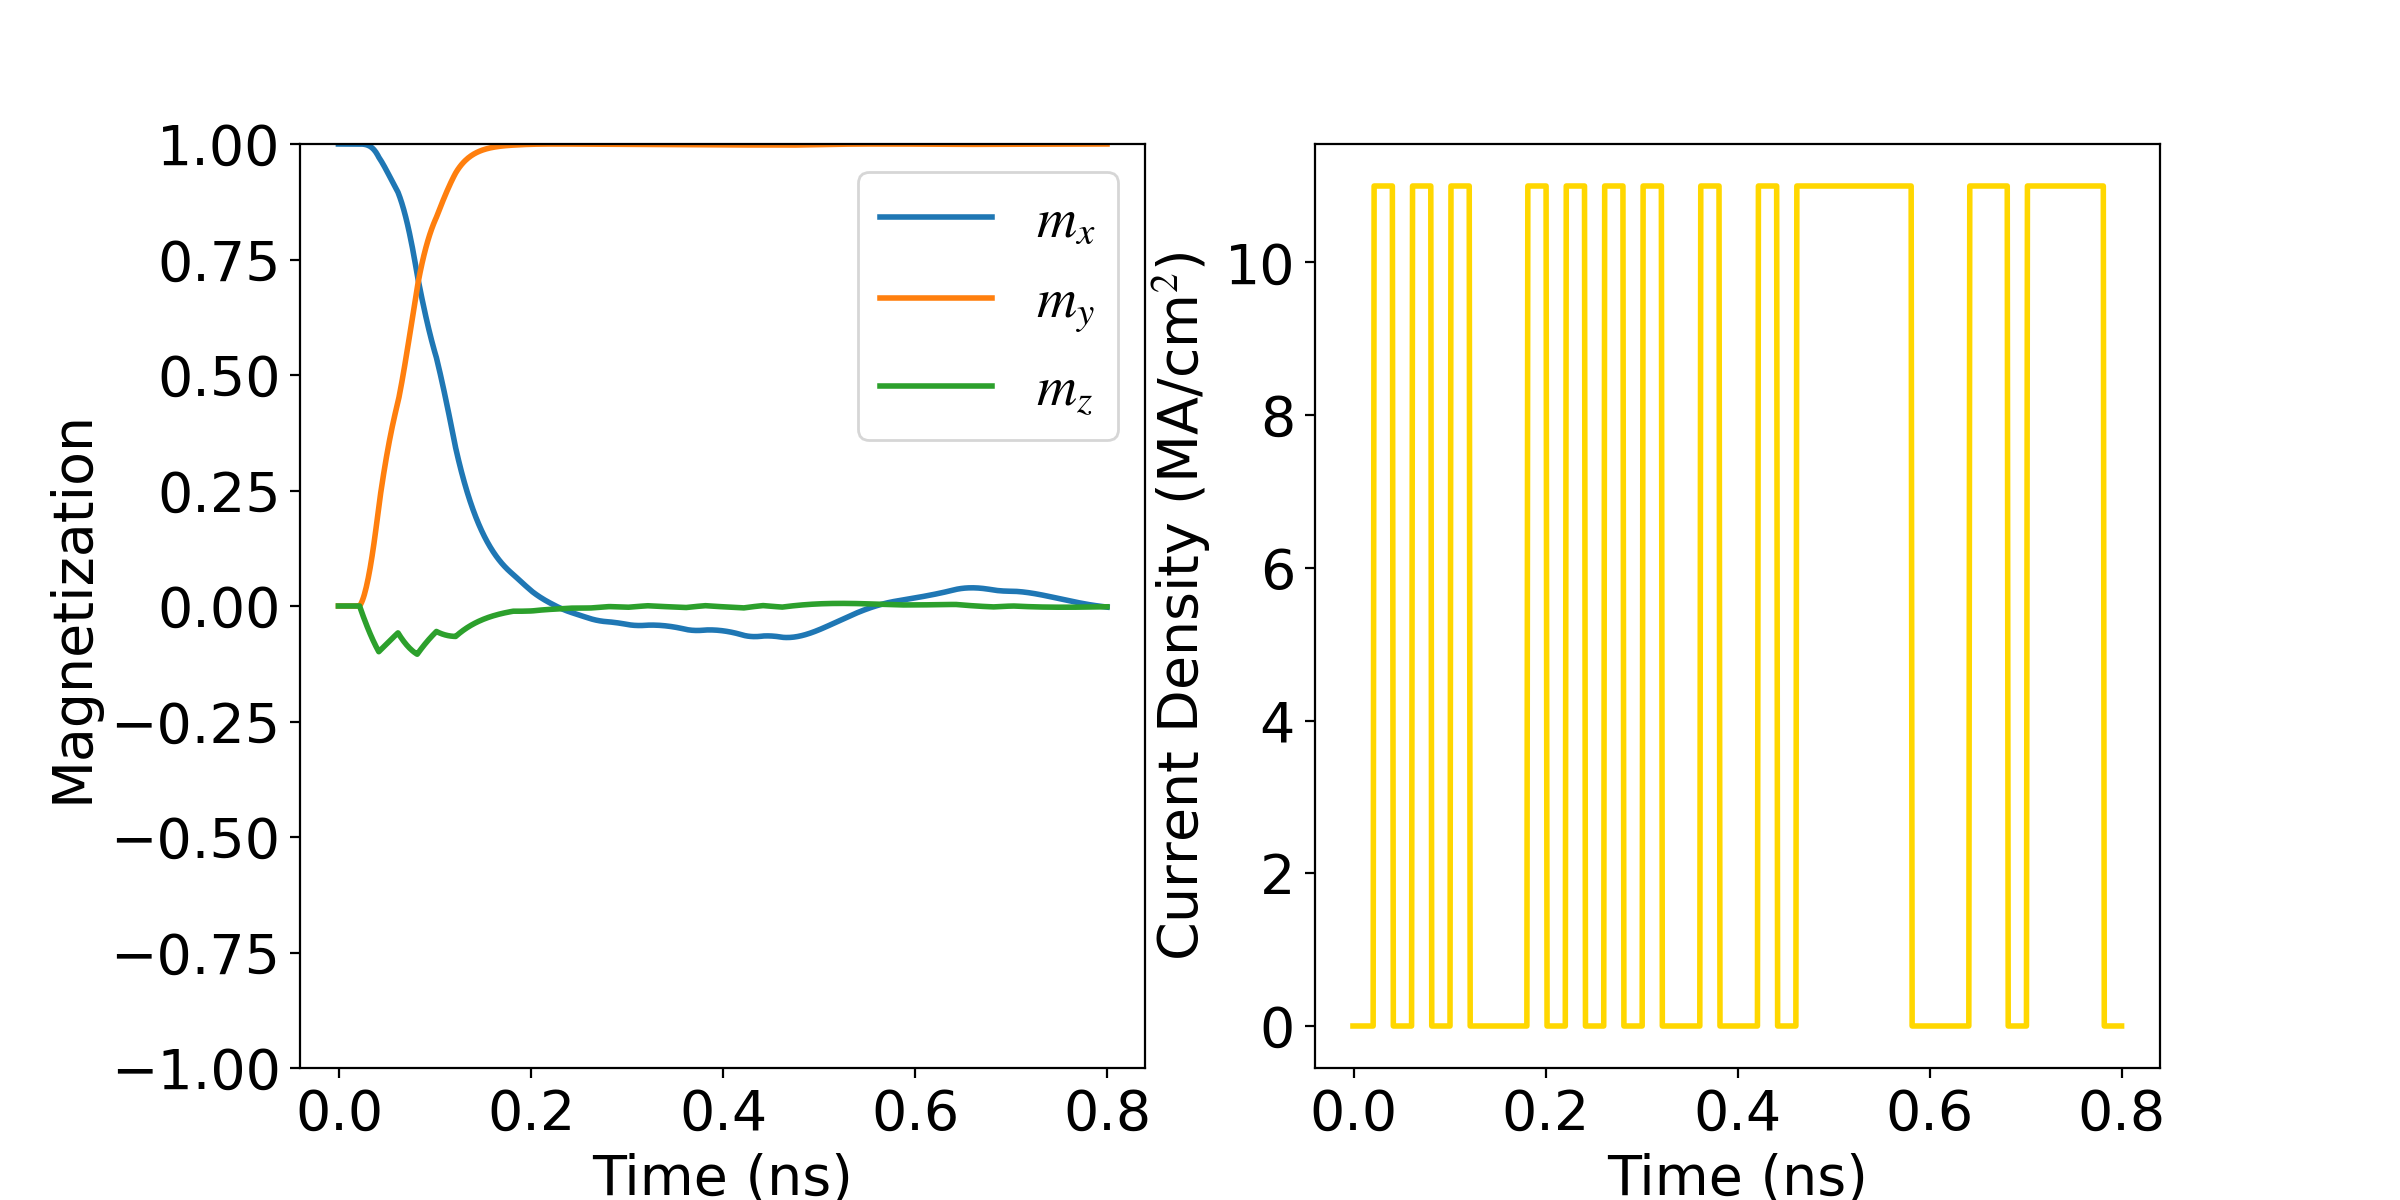 1.00
0.75
0.50
0.25
0.00
−0.25
−0.50
−0.75
−1.00
Magnetization
0.0 0.2 0.4 0.6 0.8
Time (ns)
m_x
m_y
m_z
10
8
6
4
2
0
Current Density (MA/cm²)
0.0 0.2 0.4 0.6 0.8
Time (ns)